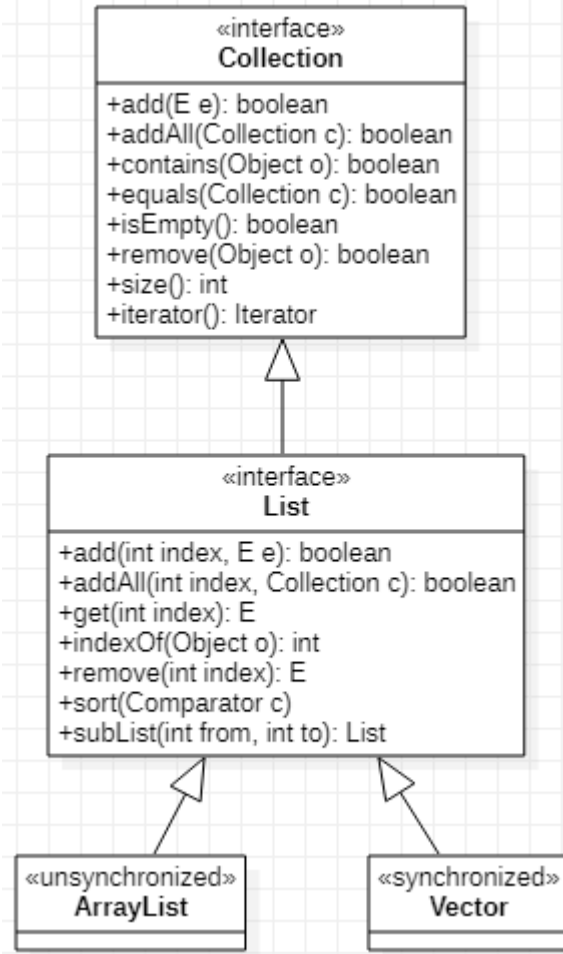 «interface»
Collection
+add(E e): boolean
+addAll(Collection c): boolean
+contains(Object o): boolean
+equals(Collection c): boolean
+isEmpty(): boolean
+remove(Object o): boolean
+size(): int
+iterator(): Iterator
«interface»
List
+add(int index, E e): boolean
+addAll(int index, Collection c): boolean
+get(int index): E
+indexOf(Object o): int
+remove(int index): E
+sort(Comparator c)
+subList(int from, int to): List
«unsynchronized»
ArrayList
«synchronized»
Vector